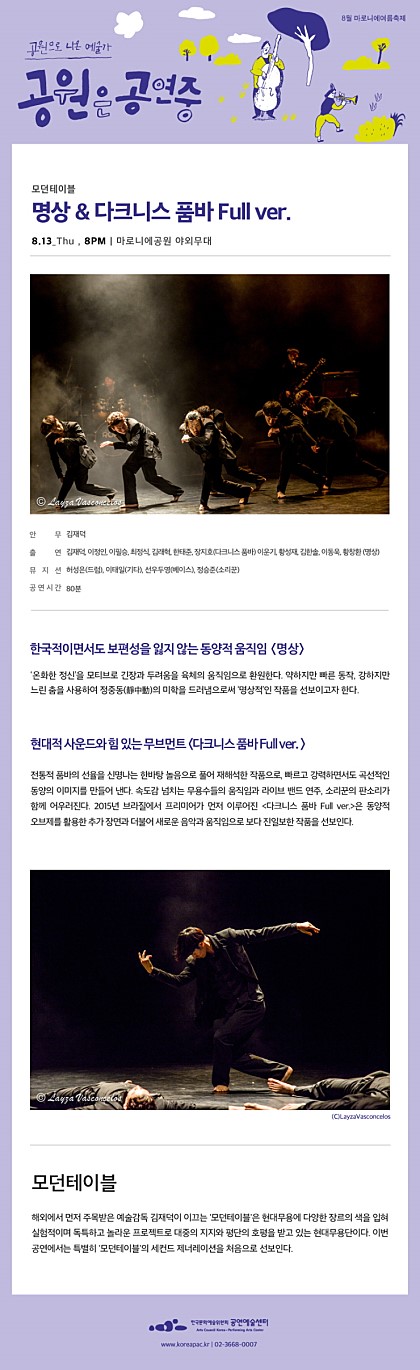 8월 마로니에여름축제
공원으로 나온 예술가
공원은 공연중
모던테이블
명상 & 다크니스 품바 Full ver.
8.13_Thu , 8PM | 마로니에공원 야외무대
© Layza Vasconcelos
안 무 김재덕
출 연 김재덕, 이정인, 이필승, 최정식, 김래혁, 한태준, 장지호(다크니스 품바) 이운기, 황성재, 김한솔, 이동욱, 황창환 (명상)
뮤 지 션 허성은(드럼), 이태일(기타), 선우두영(베이스), 정승준(소리꾼)
공연시간 80분
한국적이면서도 보편성을 잃지 않는 동양적 움직임 <명상>
'온화한 정신'을 모티브로 긴장과 두려움을 육체의 움직임으로 환원한다. 약하지만 빠른 동작, 강하지만
느린 춤을 사용하여 정중동(靜中動)의 미학을 드러냄으로써 '명상적'인 작품을 선보이고자 한다.
현대적 사운드와 힘 있는 무브먼트 <다크니스 품바 Full ver. >
전통적 품바의 선율을 신명나는 한바탕 놀음으로 풀어 재해석한 작품으로, 빠르고 강력하면서도 곡선적인
동양의 이미지를 만들어 낸다. 속도감 넘치는 무용수들의 움직임과 라이브 밴드 연주, 소리꾼의 판소리가
함께 어우러진다. 2015년 브라질에서 프리미어가 먼저 이루어진 <다크니스 품바 Full ver.>은 동양적
오브제를 활용한 추가 장면과 더불어 새로운 음악과 움직임으로 보다 진일보한 작품을 선보인다.
© Layza Vasconcelos
(C)LayzaVasconcelos
모던테이블
해외에서 먼저 주목받은 예술감독 김재덕이 이끄는 '모던테이블'은 현대무용에 다양한 장르의 색을 입혀
실험적이며 독특하고 놀라운 프로젝트로 대중의 지지와 평단의 호평을 받고 있는 현대무용단이다. 이번
공연에서는 특별히 '모던테이블'의 세컨드 제너레이션을 처음으로 선보인다.
한국문화예술위원회 공연예술센터
Arts Council Korea - Performing Arts Center
www.koreapac.kr | 02-3668-0007